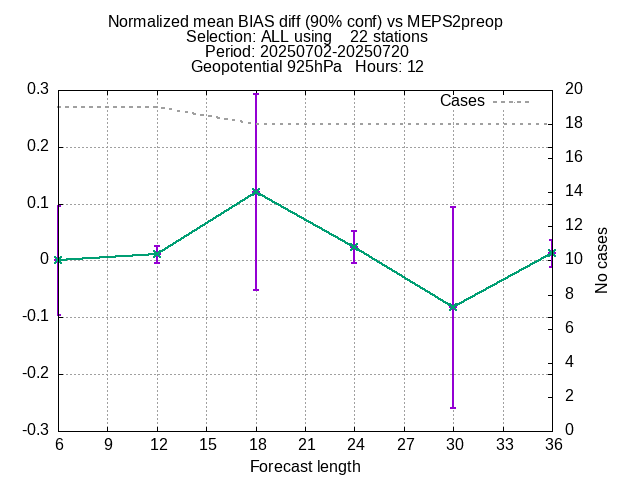 Normalized mean BIAS diff (90% conf) vs MEPS2preop
Selection: ALL using    22 stations
Period: 20250702-20250720
Geopotential 925hPa   Hours: 12
Cases
0.3
0.2
0.1
0
-0.1
-0.2
-0.3
20
18
16
14
12
10
8
6
4
2
0
No cases
6 9 12 15 18 21 24 27 30 33 36
Forecast length